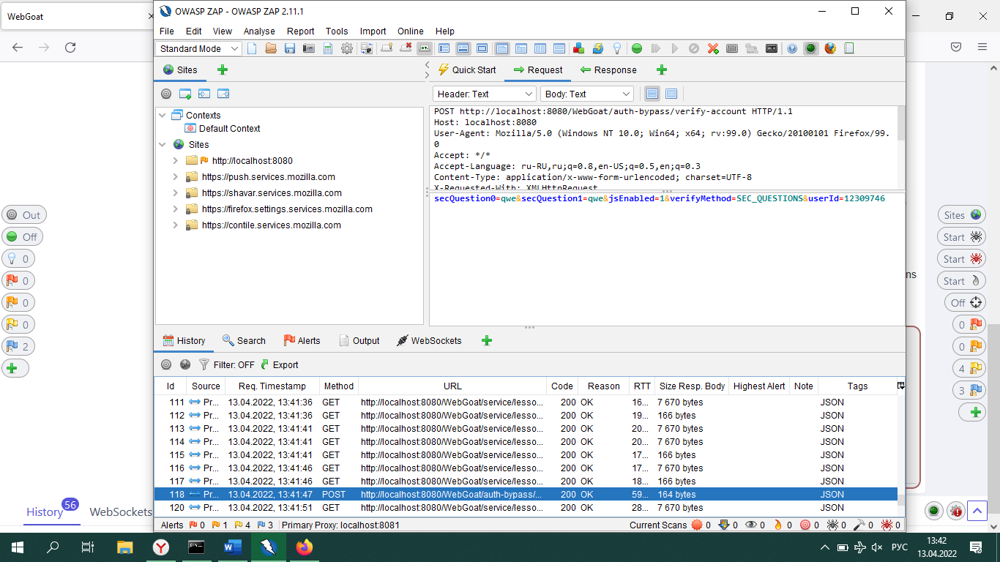 WebGoat
OWASP ZAP - OWASP ZAP 2.11.1
File Edit View Analyse Report Tools Import Online Help
Standard Mode
Sites
Quick Start Request Response
Header: Text Body: Text
Contexts
Default Context
Sites
http://localhost:8080
https://push.services.mozilla.com
https://shavar.services.mozilla.com
https://firefox.settings.services.mozilla.com
https://contile.services.mozilla.com
POST http://localhost:8080/WebGoat/auth-bypass/verify-account HTTP/1.1
Host: localhost:8080
User-Agent: Mozilla/5.0 (Windows NT 10.0; Win64; x64; rv:99.0) Gecko/20100101 Firefox/99.
0
Accept: */*
Accept-Language: ru-RU,ru;q=0.8,en-US;q=0.5,en;q=0.3
Content-Type: application/x-www-form-urlencoded; charset=UTF-8
X-Requested-With: XMLHttpRequest
secQuestion0=qwe&secQuestion1=qwe&jsEnabled=1&verifyMethod=SEC_QUESTIONS&userId=12309746
Out
Off
0
0
0
0
2
Sites
Start
Start
Start
ns
Off
0
0
4
3
History Search Alerts Output WebSockets
Filter: OFF Export
Id Source Req. Timestamp Method URL Code Reason RTT Size Resp. Body Highest Alert Note Tags
111 Pr... 13.04.2022, 13:41:36 GET http://localhost:8080/WebGoat/service/lesso... 200 OK 16... 7 670 bytes JSON
112 Pr... 13.04.2022, 13:41:36 GET http://localhost:8080/WebGoat/service/lesso... 200 OK 19... 166 bytes JSON
113 Pr... 13.04.2022, 13:41:41 GET http://localhost:8080/WebGoat/service/lesso... 200 OK 20... 7 670 bytes JSON
114 Pr... 13.04.2022, 13:41:41 GET http://localhost:8080/WebGoat/service/lesso... 200 OK 20... 7 670 bytes JSON
115 Pr... 13.04.2022, 13:41:41 GET http://localhost:8080/WebGoat/service/lesso... 200 OK 17... 166 bytes JSON
116 Pr... 13.04.2022, 13:41:46 GET http://localhost:8080/WebGoat/service/lesso... 200 OK 17... 7 670 bytes JSON
117 Pr... 13.04.2022, 13:41:46 GET http://localhost:8080/WebGoat/service/lesso... 200 OK 18... 166 bytes JSON
118 Pr... 13.04.2022, 13:41:47 POST http://localhost:8080/WebGoat/auth-bypass/... 200 OK 59... 164 bytes JSON
120 Pr... 13.04.2022, 13:41:51 GET http://localhost:8080/WebGoat/service/lesso... 200 OK 28... 7 670 bytes JSON
History 56 WebSockets
Alerts 0 1 4 3 Primary Proxy: localhost:8081 Current Scans 0 0 0 0 0 0 0 0
РУС
13:42
13.04.2022